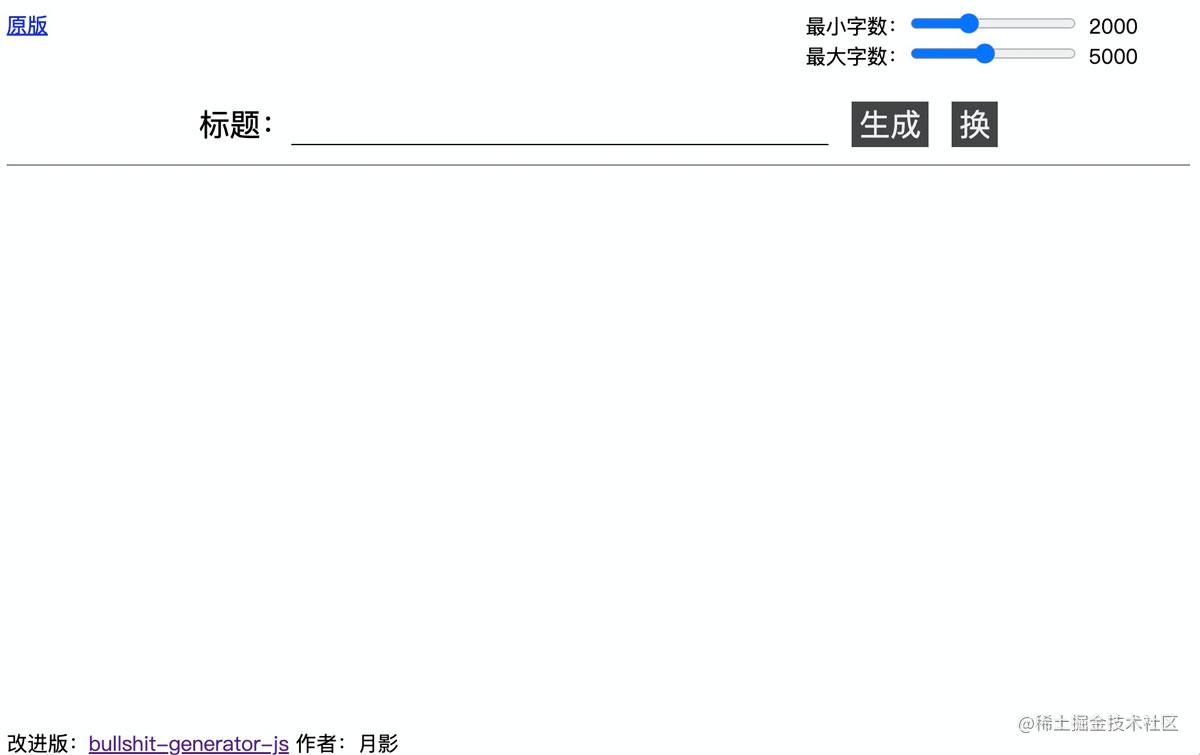 原版
最小字数: 2000
最大字数: 5000
标题: 生成 换
@稀土掘金技术社区
改进版: bullshit-generator-js 作者: 月影